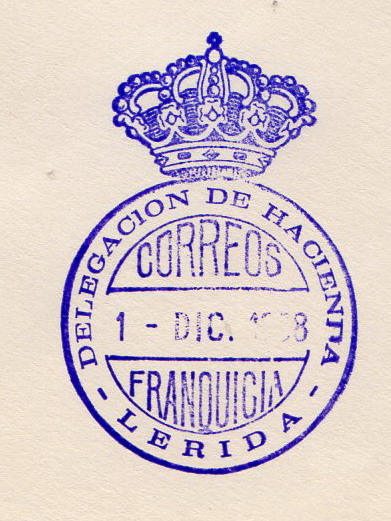 DELEGACION DE HACIENDA
CORREOS
1 - DIC.
FRANQUICIA
- LERIDA -